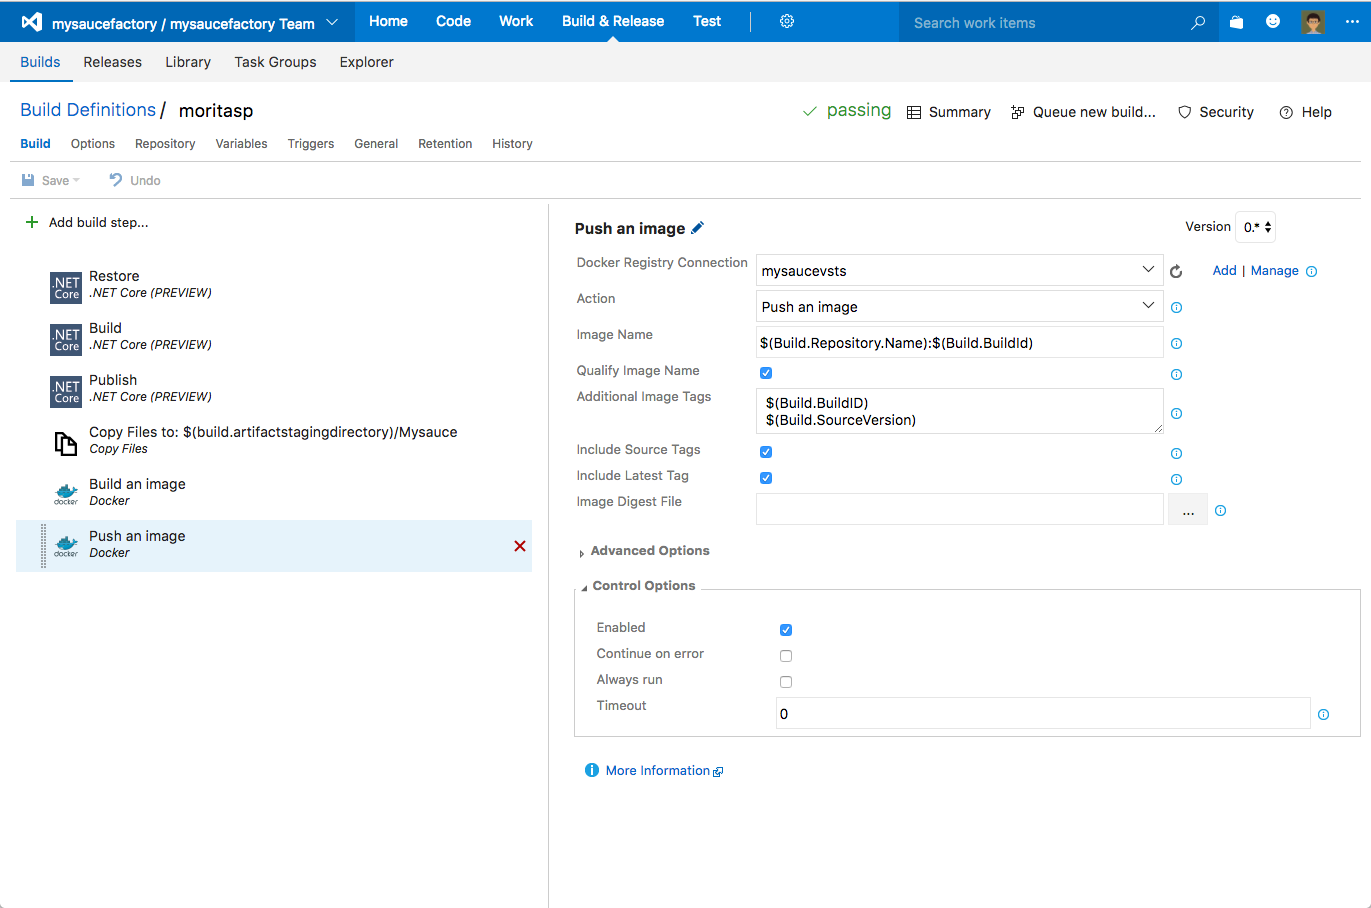 mysaucefactory / mysaucefactory Team
Home Code Work Build & Release Test
Search work items
Builds Releases Library Task Groups Explorer
Build Definitions / moritasp
passing Summary Queue new build... Security Help
Build Options Repository Variables Triggers General Retention History
Save Undo
Add build step...
.NET Core
Restore
.NET Core (PREVIEW)
.NET Core
Build
.NET Core (PREVIEW)
.NET Core
Publish
.NET Core (PREVIEW)
Copy Files to: $(build.artifactstagingdirectory)/Mysauce
Copy Files
docker
Build an image
Docker
docker
Push an image
Docker
Push an image
Version 0.*
Docker Registry Connection mysaucevsts Add | Manage
Action Push an image
Image Name $(Build.Repository.Name):$(Build.BuildId)
Qualify Image Name
Additional Image Tags $(Build.BuildID)
$(Build.SourceVersion)
Include Source Tags
Include Latest Tag
Image Digest File ...
Advanced Options
Control Options
Enabled
Continue on error
Always run
Timeout 0
More Information